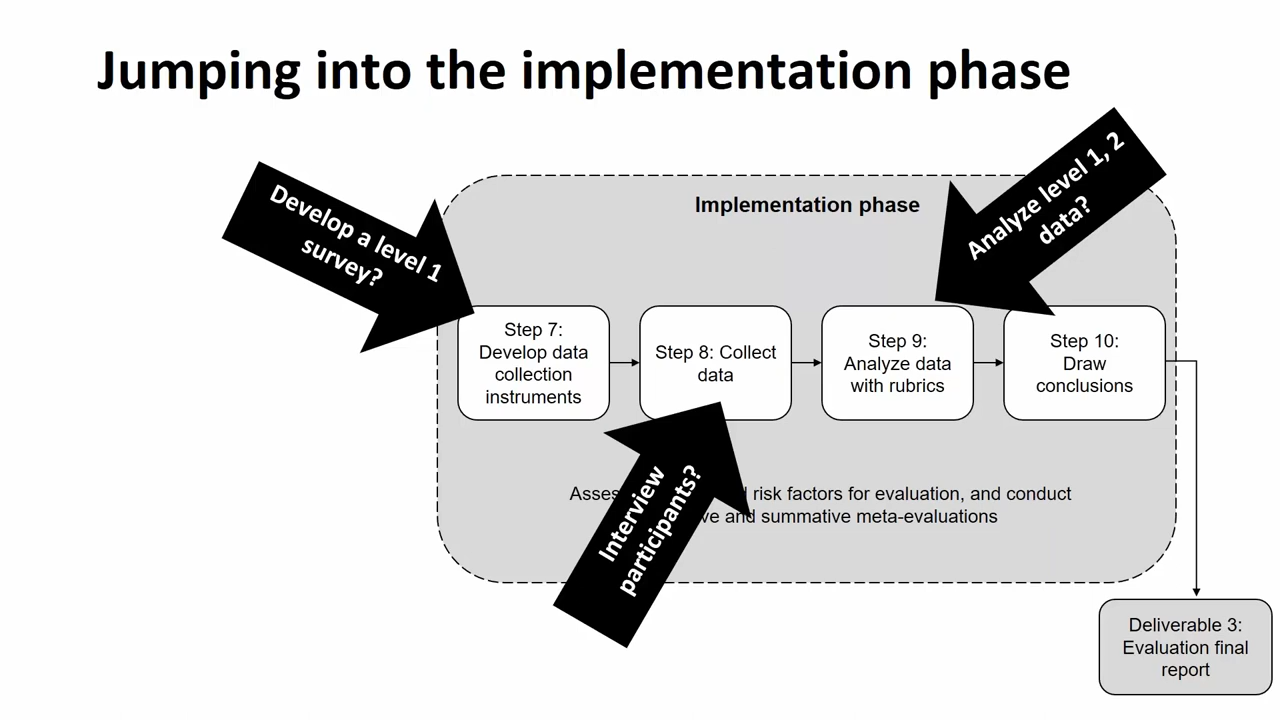 Jumping into the implementation phase
Develop a level 1
survey?
Analyze level 1, 2
data?
Implementation phase
Step 7:
Develop data
collection
instruments
Step 8: Collect
data
Step 9:
Analyze data
with rubrics
Step 10:
Draw
conclusions
Interview
participants?
risk factors for evaluation, and conduct
and summative meta-evaluations
Deliverable 3:
Evaluation final
report